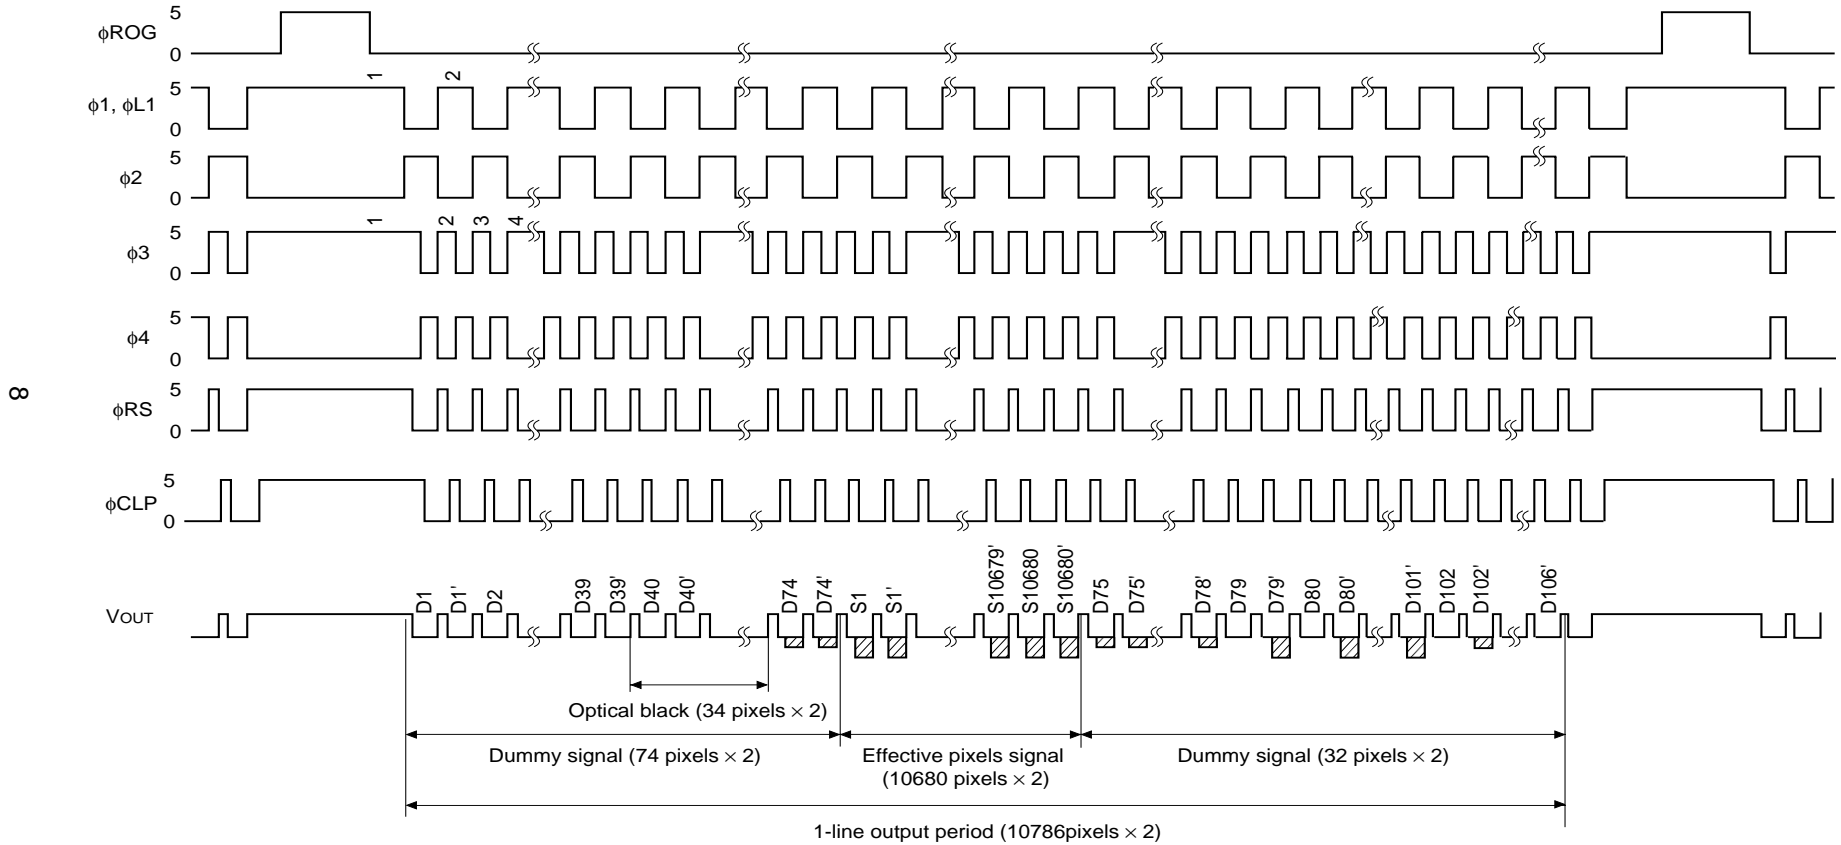 5
φROG
0
1
2
5
φ1, φL1
0
5
φ2
0
1
2
3
4
5
φ3
0
5
φ4
0
5
φRS
0
8
5
φCLP
0
VOUT
D1
D1'
D2
D39
D39'
D40
D40'
D74
D74'
S1
S1'
S10679'
S10680
S10680'
D75
D75'
D78'
D79
D79'
D80
D80'
D101'
D102
D102'
D106'
Optical black (34 pixels × 2)
Dummy signal (74 pixels × 2)
Effective pixels signal
(10680 pixels × 2)
Dummy signal (32 pixels × 2)
1-line output period (10786pixels × 2)